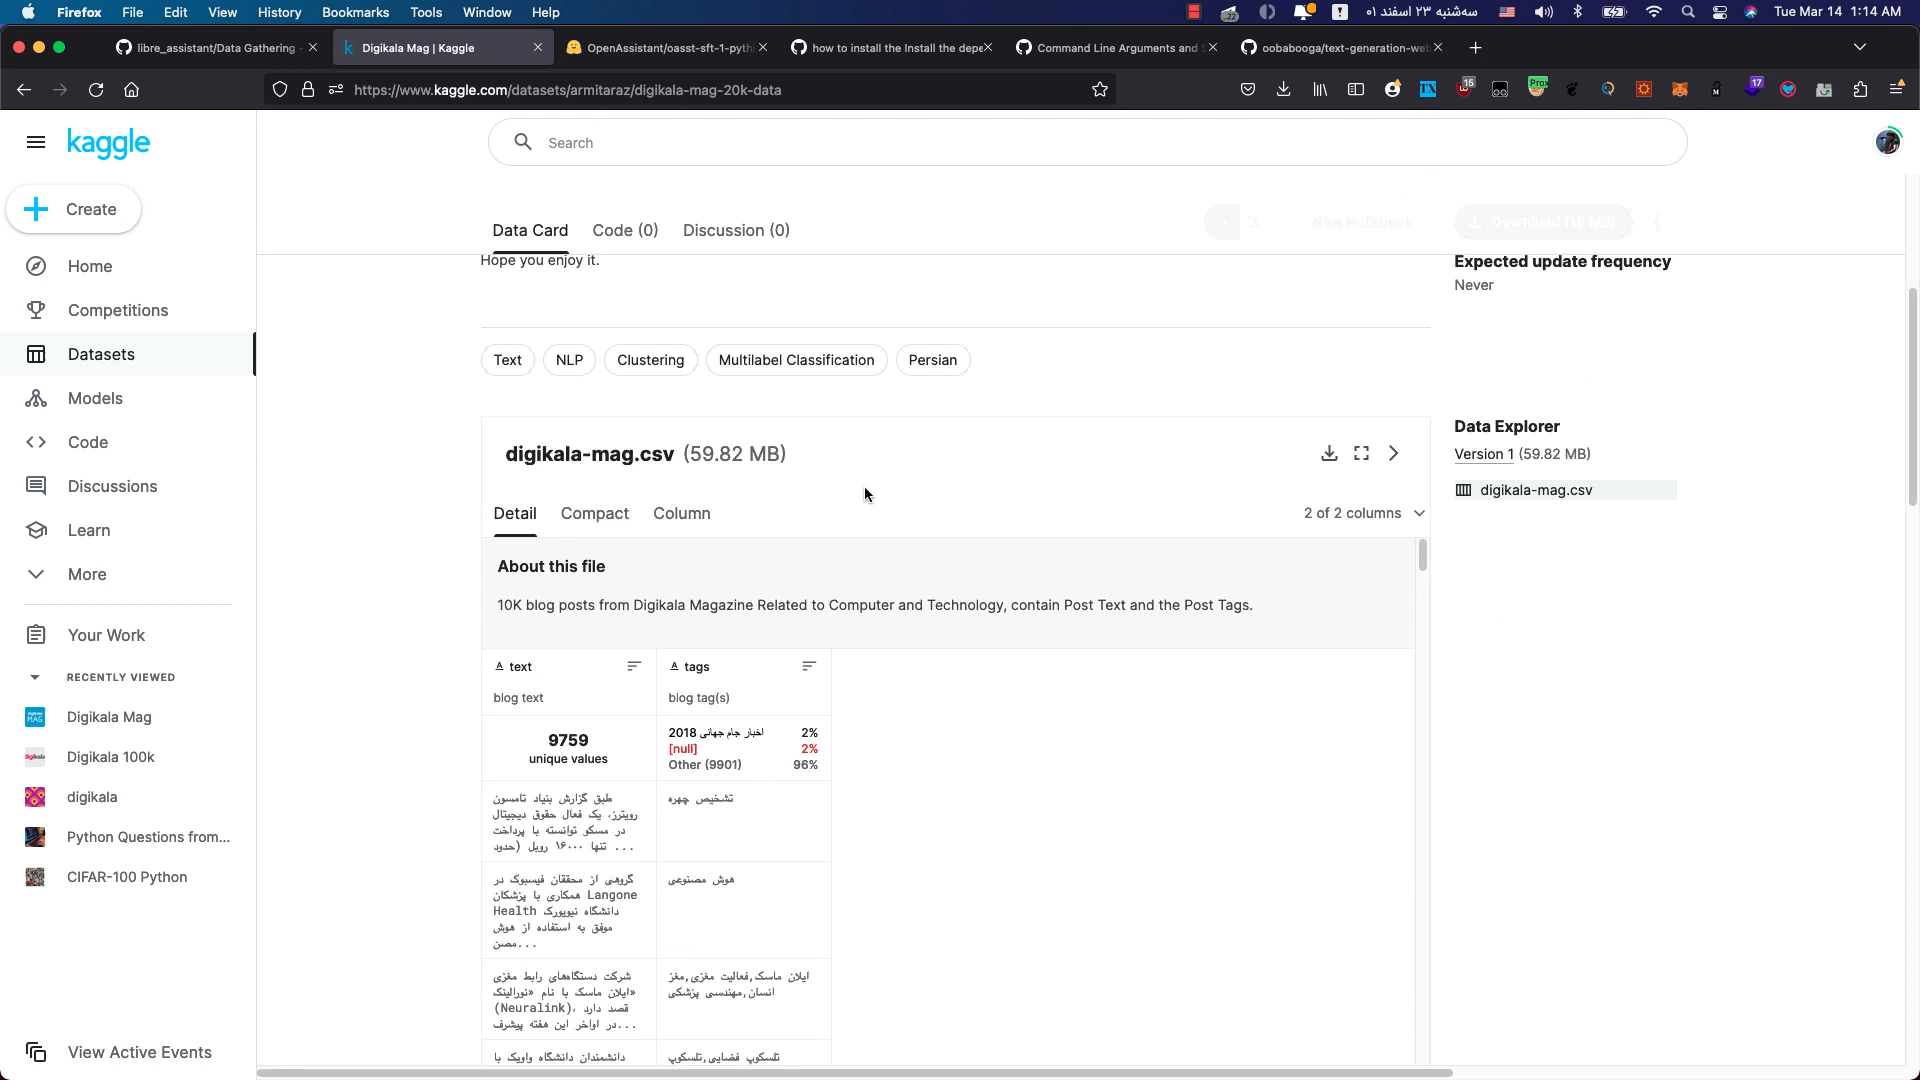 Firefox File Edit View History Bookmarks Tools Window Help
سه‌شنبه ۲۳ اسفند ۰۱
Tue Mar 14 1:14 AM
libre_assistant/Data Gathering -
Digikala Mag | Kaggle
OpenAssistant/oasst-sft-1-pyth
how to install the Install the depe
Command Line Arguments and
oobabooga/text-generation-we
https://www.kaggle.com/datasets/armitaraz/digikala-mag-20k-data
15
Prox
17
kaggle
Search
Create
Home
Competitions
Datasets
Models
Code
Discussions
Learn
More
Your Work
RECENTLY VIEWED
Digikala Mag
Digikala 100k
digikala
Python Questions from...
CIFAR-100 Python
View Active Events
Data Card Code (0) Discussion (0)
New Notebook
Hope you enjoy it.
Expected update frequency
Never
Text NLP Clustering Multilabel Classification Persian
digikala-mag.csv (59.82 MB)
Detail Compact Column
2 of 2 columns
About this file
10K blog posts from Digikala Magazine Related to Computer and Technology, contain Post Text and the Post Tags.
text
tags
blog text
blog tag(s)
9759
unique values
اخبار جام جهانی 2018 2%
[null] 2%
Other (9901) 96%
طبق گزارش بنیاد تامسون
رویترز، یک فعال حقوق دیجیتال
در مسکو توانسته با پرداخت
تنها ۱۶۰۰۰ روبل (حدود ...
تشخیص چهره
گروهی از محققان فیسبوک در
همکاری با پزشکان Langone
Health دانشگاه نیویورک
موفق به استفاده از هوش
مصن...
هوش مصنوعی
شرکت دستگاه‌های رابط مغزی
«ایلان ماسک با نام «نورالینک
(Neuralink)، قصد دارد
در اواخر این هفته پیشرف...
ایلان ماسک,فعالیت مغزی,مغز
انسان,مهندسی پزشکی
دانشمندان دانشگاه واویک با
تلسکوپ فضایی,تلسکوپ
Data Explorer
Version 1 (59.82 MB)
digikala-mag.csv